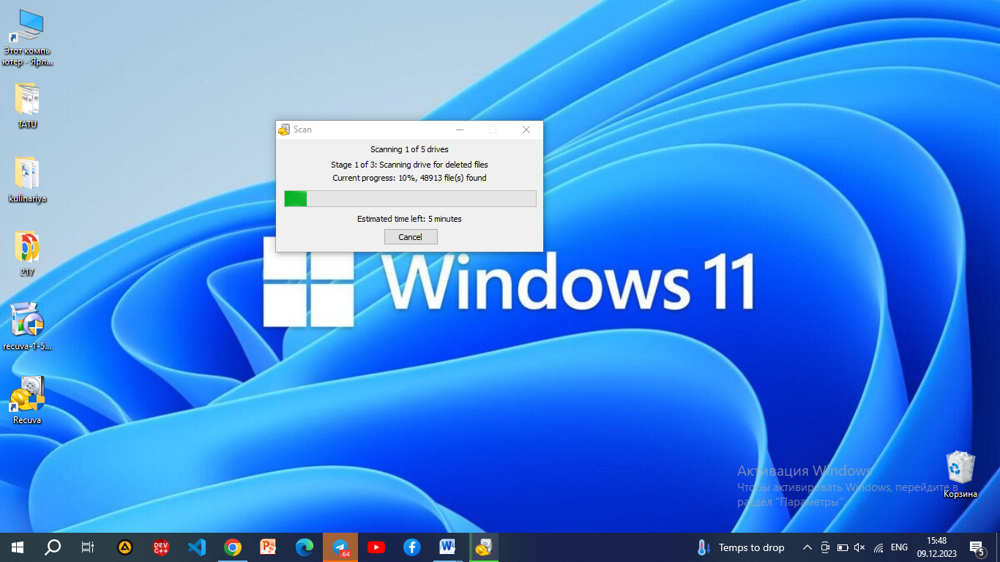 Этот компь
ютер - Ярл...
TATU
kulinariya
217
recuva-1-5...
Recuva
Scan
Scanning 1 of 5 drives
Stage 1 of 3: Scanning drive for deleted files
Current progress: 10%, 48913 file(s) found
Estimated time left: 5 minutes
Cancel
Windows 11
Активация Windows
Чтобы активировать Windows, перейдите в
раздел "Параметры".
Корзина
DEV
C++
.64
Temps to drop
ENG
15:48
09.12.2023
5